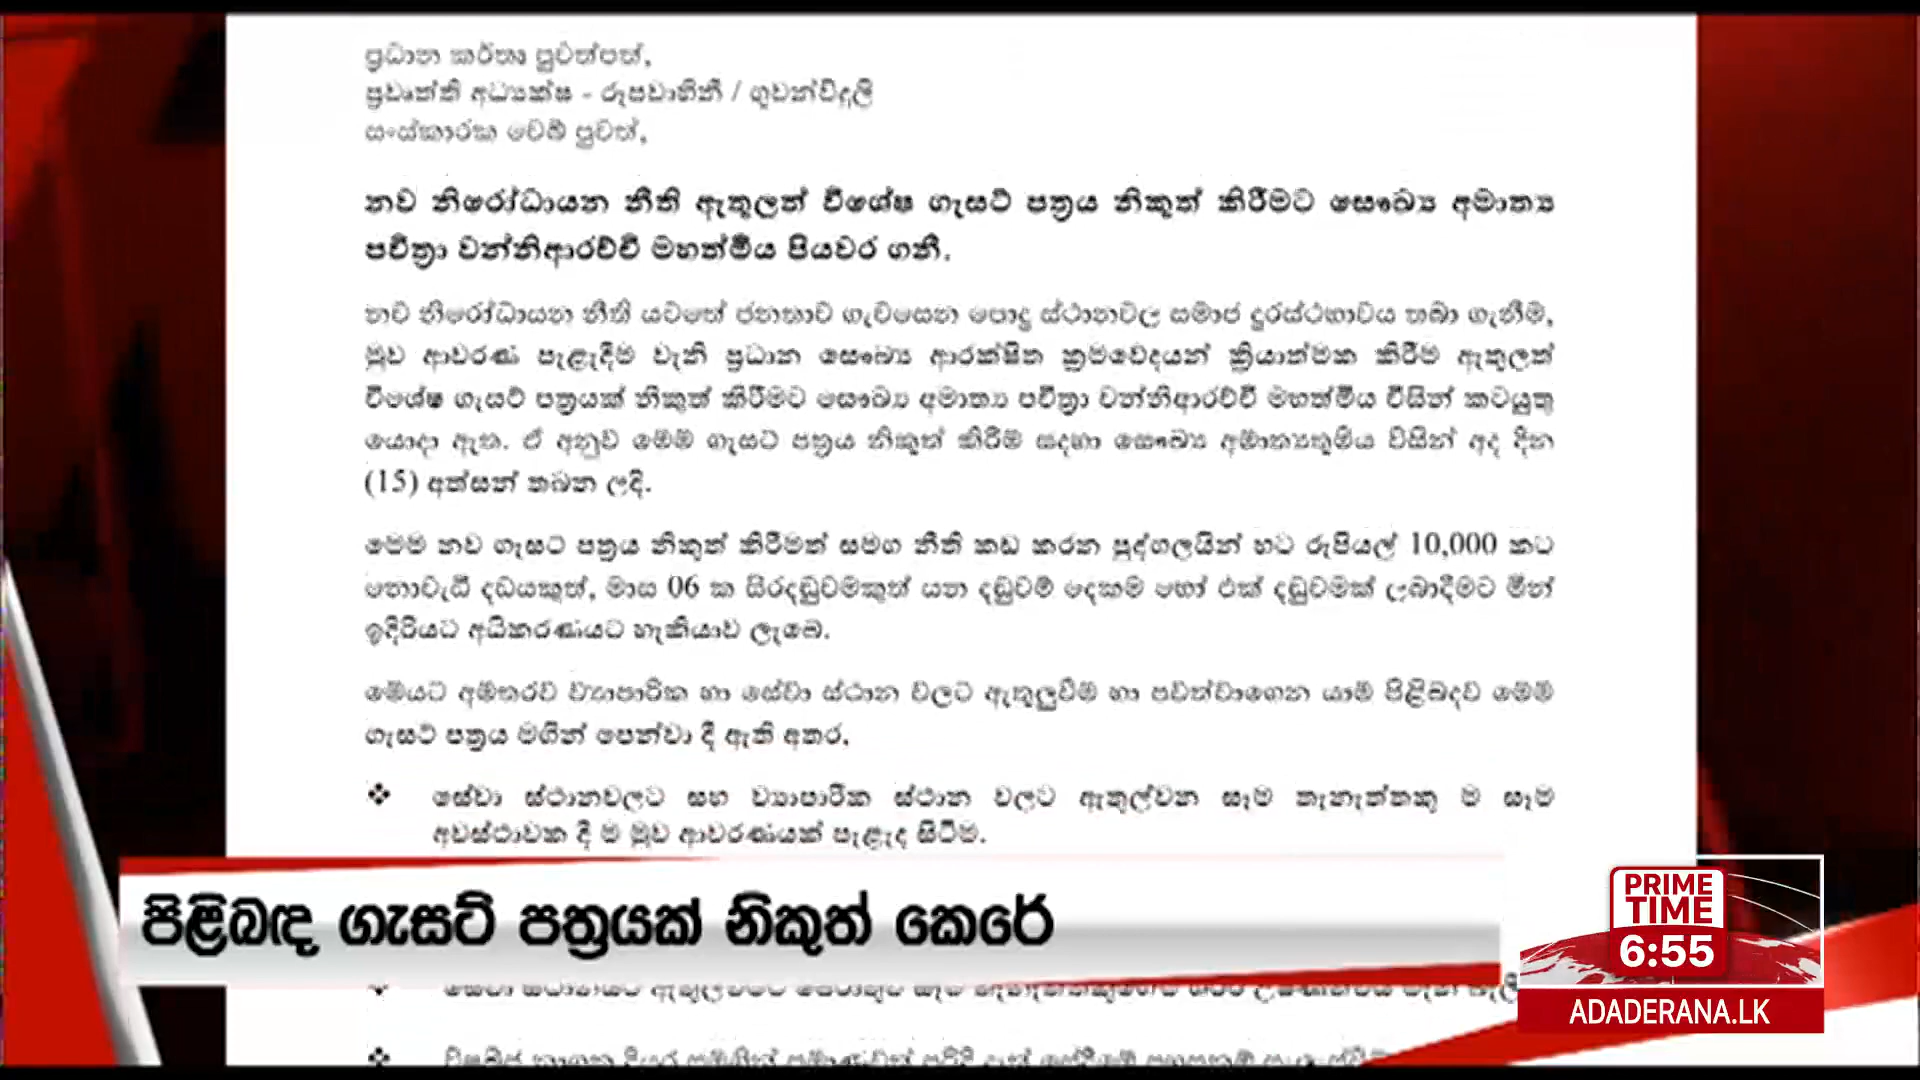 ප්‍රධාන කර්තෘ පුවත්පත්,
ප්‍රවෘත්ති අධ්‍යක්ෂ - රූපවාහිනී / ගුවන්විදුලි
සංස්කාරක වෙබ් පුවත්,
නව නිරෝධායන නීති ඇතුලත් විශේෂ ගැසට් පත්‍රය නිකුත් කිරීමට සෞඛ්‍ය අමාත්‍ය
පවිත්‍රා වන්නිආරච්චි මහත්මිය පියවර ගනී.
නව නිරෝධායන නීති යටතේ ජනතාව ගැවසෙන පොදු ස්ථානවල සමාජ දුරස්ථභාවය තබා ගැනීම,
මුව ආවරණ පැළැඳීම වැනි ප්‍රධාන සෞඛ්‍ය ආරක්ෂිත ක්‍රමවේදයන් ක්‍රියාත්මක කිරීම ඇතුලත්
විශේෂ ගැසට් පත්‍රයක් නිකුත් කිරීමට සෞඛ්‍ය අමාත්‍ය පවිත්‍රා වන්නිආරච්චි මහත්මිය විසින් කටයුතු
යොදා ඇත. ඒ අනුව මෙම ගැසට් පත්‍රය නිකුත් කිරීම සඳහා සෞඛ්‍ය අමාත්‍යතුමිය විසින් අද දින
(15) අත්සන් තබන ලදි.
මෙම නව ගැසට් පත්‍රය නිකුත් කිරීමත් සමග නීති කඩ කරන පුද්ගලයින් හට රුපියල් 10,000 කට
නොවැඩි දඩයකුත්, මාස 06 ක සිරදඬුවමකුත් යන දඬුවම් දෙකම හෝ එක් දඬුවමක් ලබාදීමට මින්
ඉදිරියට අධිකරණයට හැකියාව ලැබේ.
මෙයට අමතරව ව්‍යාපාරික හා සේවා ස්ථාන වලට ඇතුලුවීම හා පවත්වාගෙන යාම පිළිබඳව මෙම
ගැසට් පත්‍රය මගින් පෙන්වා දී ඇති අතර,
❖ සේවා ස්ථානවලට සහ ව්‍යාපාරික ස්ථාන වලට ඇතුල්වන සෑම තැනැත්තකු ම සෑම
අවස්ථාවක දී ම මුව ආවරණයක් පැළැඳ සිටීම.
පිළිබඳ ගැසට් පත්‍රයක් නිකුත් කෙරේ
PRIME
TIME
6:55
ADADERANA.LK